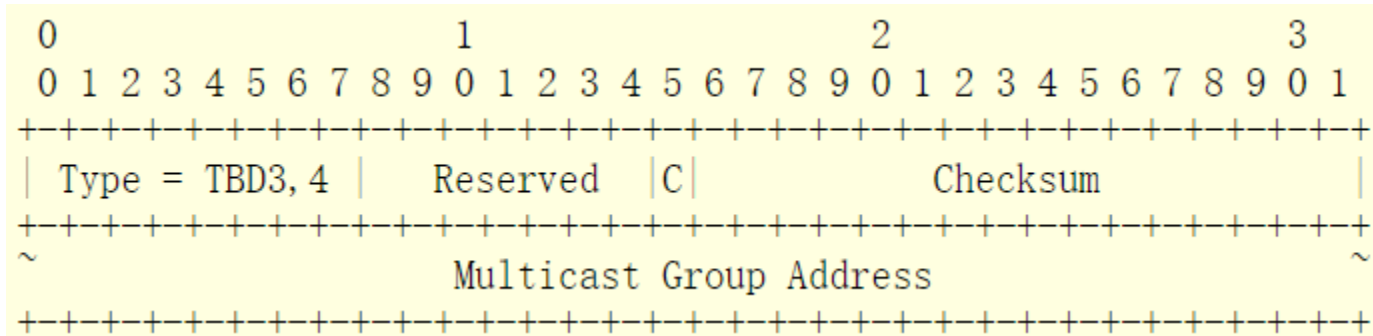 0                   1                   2                   3
0 1 2 3 4 5 6 7 8 9 0 1 2 3 4 5 6 7 8 9 0 1 2 3 4 5 6 7 8 9 0 1
+-+-+-+-+-+-+-+-+-+-+-+-+-+-+-+-+-+-+-+-+-+-+-+-+-+-+-+-+-+-+-+-+
| Type = TBD3,4 |   Reserved  |C|           Checksum            |
+-+-+-+-+-+-+-+-+-+-+-+-+-+-+-+-+-+-+-+-+-+-+-+-+-+-+-+-+-+-+-+-+
~                    Multicast Group Address                    ~
+-+-+-+-+-+-+-+-+-+-+-+-+-+-+-+-+-+-+-+-+-+-+-+-+-+-+-+-+-+-+-+-+